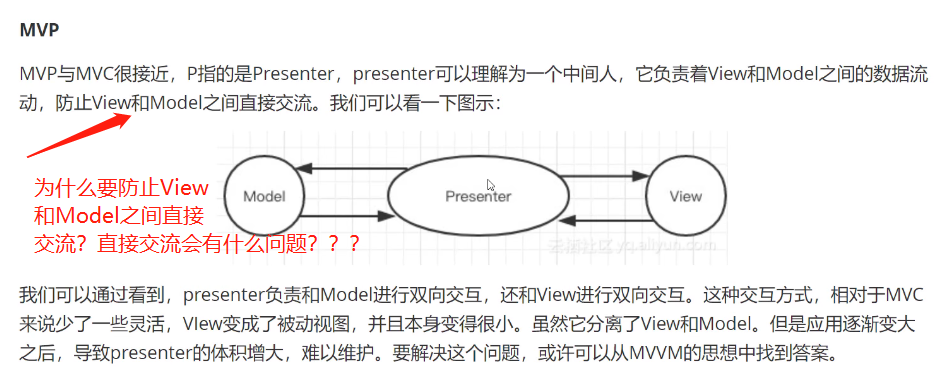 MVP
MVP与MVC很接近，P指的是Presenter，presenter可以理解为一个中间人，它负责着View和Model之间的数据流
动，防止View和Model之间直接交流。我们可以看一下图示：
为什么要防止View
和Model之间直接
交流？直接交流会有什么问题？？？
Model
Presenter
View
云栖社区 yq.aliyun.com
我们可以通过看到，presenter负责和Model进行双向交互，还和View进行双向交互。这种交互方式，相对于MVC
来说少了一些灵活，VIew变成了被动视图，并且本身变得很小。虽然它分离了View和Model。但是应用逐渐变大
之后，导致presenter的体积增大，难以维护。要解决这个问题，或许可以从MVVM的思想中找到答案。